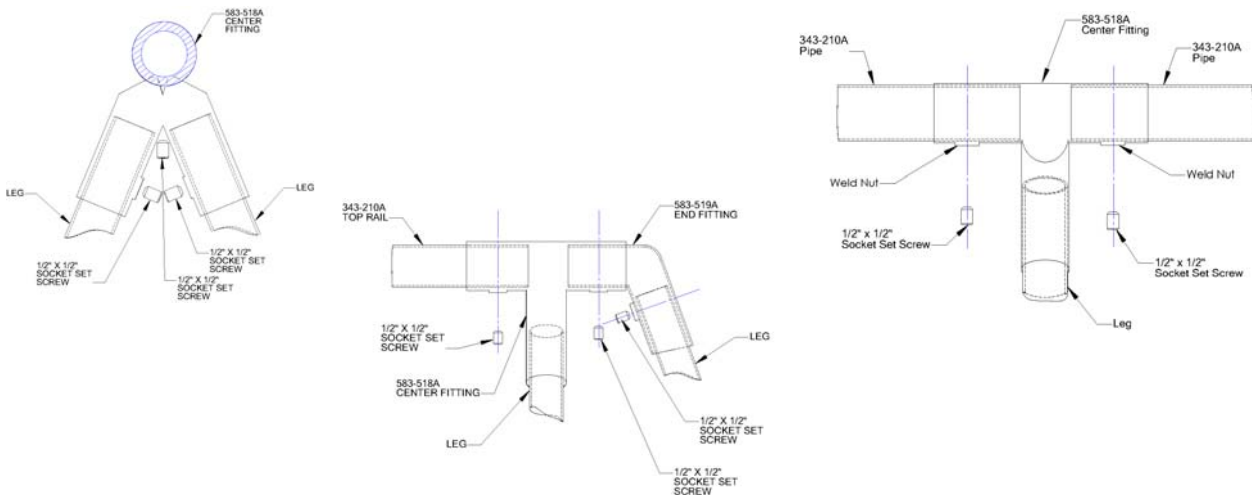 583-518A
CENTER
FITTING
LEG
LEG
1/2" X 1/2"
SOCKET SET
SCREW
1/2" X 1/2"
SOCKET SET
SCREW
1/2" X 1/2"
SOCKET SET
SCREW
343-210A
TOP RAIL
583-519A
END FITTING
1/2" X 1/2"
SOCKET SET
SCREW
LEG
583-518A
CENTER FITTING
LEG
1/2" X 1/2"
SOCKET SET
SCREW
1/2" X 1/2"
SOCKET SET
SCREW
583-518A
Center Fitting
343-210A
Pipe
343-210A
Pipe
Weld Nut
Weld Nut
1/2" x 1/2"
Socket Set Screw
1/2" x 1/2"
Socket Set Screw
Leg